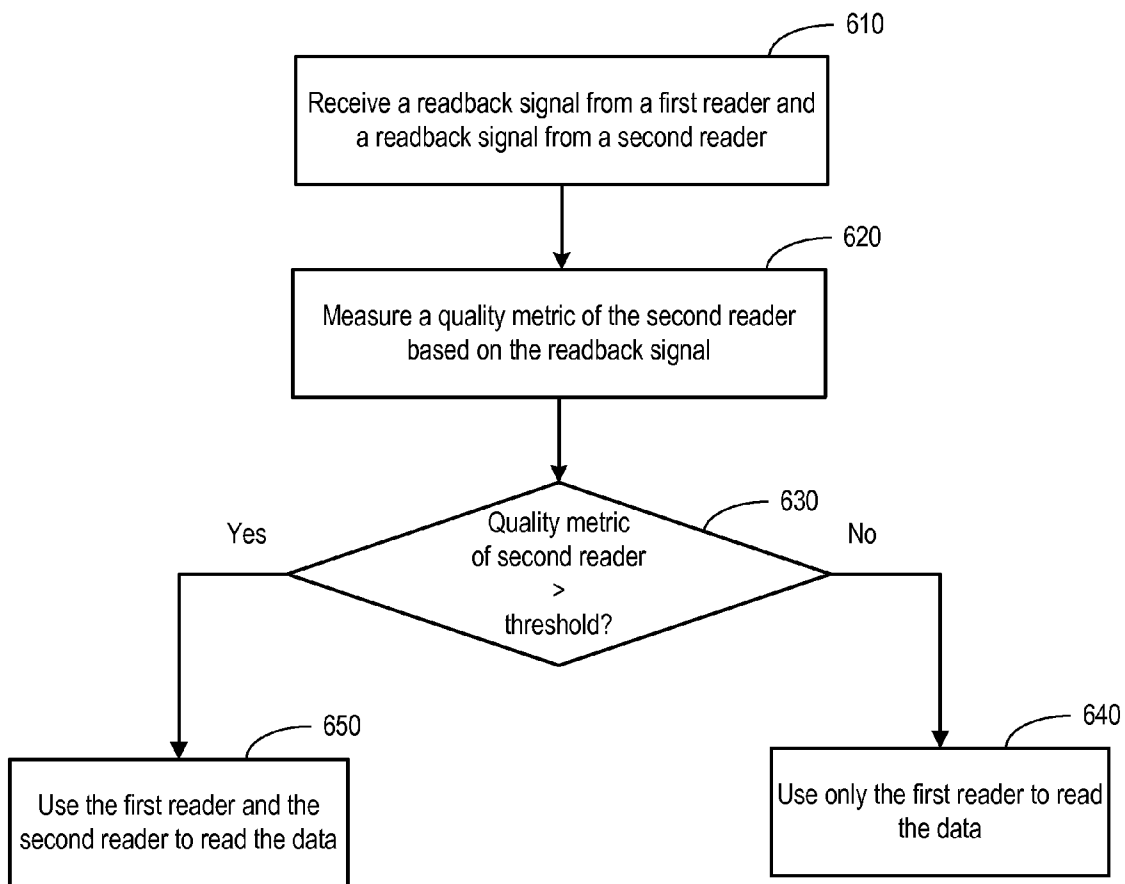 610
Receive a readback signal from a first reader and
a readback signal from a second reader
620
Measure a quality metric of the second reader
based on the readback signal
630
Yes
Quality metric
of second reader
>
threshold?
No
650
Use the first reader and the
second reader to read the data
640
Use only the first reader to read
the data